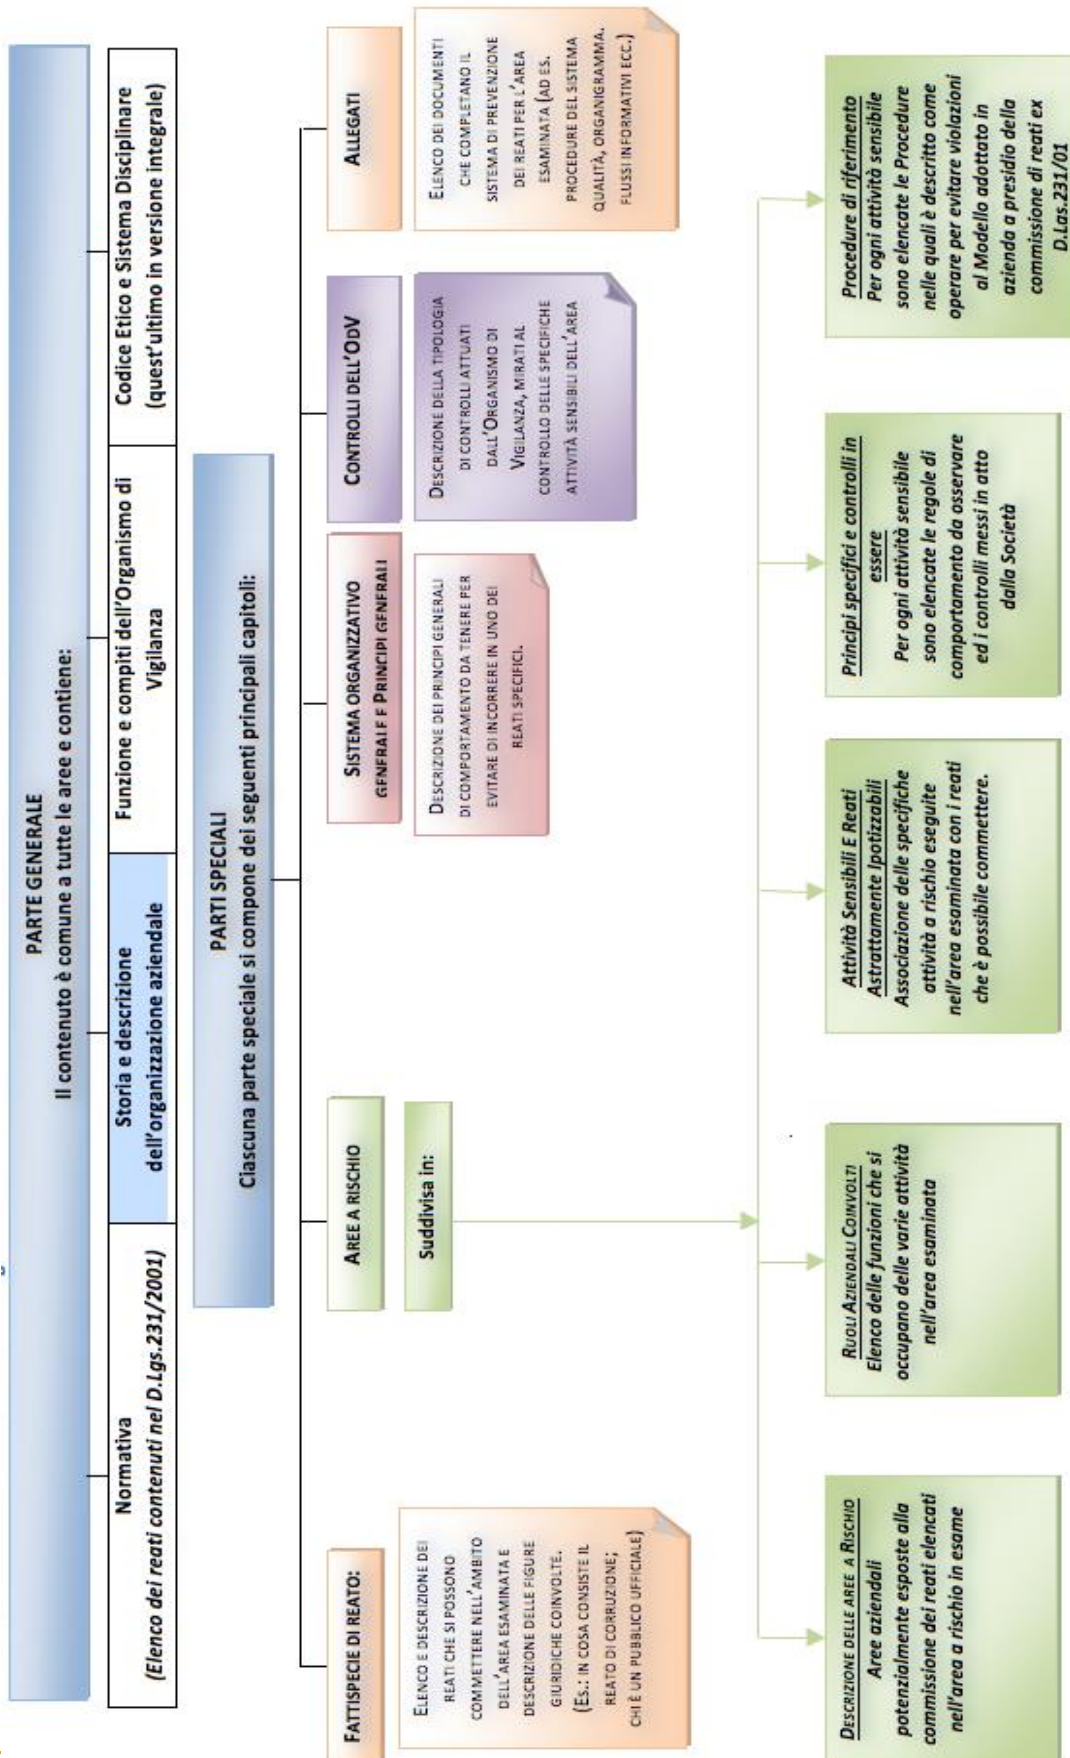 PARTE GENERALE
Il contenuto è comune a tutte le aree e contiene:
Normativa
(Elenco dei reati contenuti nel D.Lgs.231/2001)
Storia e descrizione
dell'organizzazione aziendale
Funzione e compiti dell'Organismo di
Vigilanza
Codice Etico e Sistema Disciplinare
(quest'ultimo in versione integrale)
PARTI SPECIALI
Ciascuna parte speciale si compone dei seguenti principali capitoli:
FATTISPECIE DI REATO:
ELENCO E DESCRIZIONE DEI
REATI CHE SI POSSONO
COMMETTERE NELL'AMBITO
DELL'AREA ESAMINATA E
DESCRIZIONE DELLE FIGURE
GIURIDICHE COINVOLTE.
(ES.: IN COSA CONSISTE IL
REATO DI CORRUZIONE;
CHI È UN PUBBLICO UFFICIALE)
AREE A RISCHIO
Suddivisa in:
SISTEMA ORGANIZZATIVO
GENERALE E PRINCIPI GENERALI
DESCRIZIONE DEI PRINCIPI GENERALI
DI COMPORTAMENTO DA TENERE PER
EVITARE DI INCORRERE IN UNO DEI
REATI SPECIFICI.
CONTROLLI DELL'ODV
DESCRIZIONE DELLA TIPOLOGIA
DI CONTROLLI ATTUATI
DALL'ORGANISMO DI
VIGILANZA, MIRATI AL
CONTROLLO DELLE SPECIFICHE
ATTIVITÀ SENSIBILI DELL'AREA
ALLEGATI
ELENCO DEI DOCUMENTI
CHE COMPLETANO IL
SISTEMA DI PREVENZIONE
DEI REATI PER L'AREA
ESAMINATA (AD ES.
PROCEDURE DEL SISTEMA
QUALITÀ, ORGANIGRAMMA.
FLUSSI INFORMATIVI ECC.)
DESCRIZIONE DELLE AREE A RISCHIO
Aree aziendali
potenzialmente esposte alla
commissione dei reati elencati
nell'area a rischio in esame
RUOLI AZIENDALI COINVOLTI
Elenco delle funzioni che si
occupano delle varie attività
nell'area esaminata
Attività Sensibili E Reati
Astrattamente Ipotizzabili
Associazione delle specifiche
attività a rischio eseguite
nell'area esaminata con i reati
che è possibile commettere.
Principi specifici e controlli in
essere
Per ogni attività sensibile
sono elencate le regole di
comportamento da osservare
ed i controlli messi in atto
dalla Società
Procedure di riferimento
Per ogni attività sensibile
sono elencate le Procedure
nelle quali è descritto come
operare per evitare violazioni
al Modello adottato in
azienda a presidio della
commissione di reati ex
D.Las.231/01